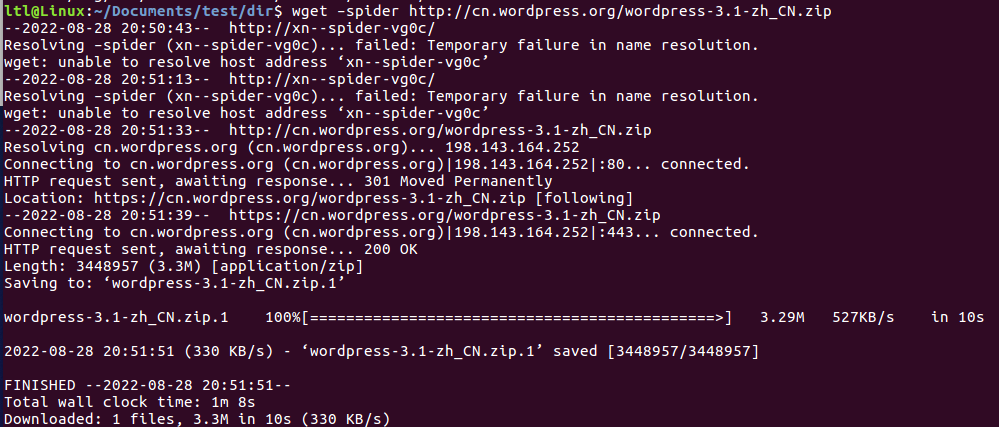 ltl@Linux:~/Documents/test/dir$ wget –spider http://cn.wordpress.org/wordpress-3.1-zh_CN.zip
--2022-08-28 20:50:43--  http://xn--spider-vg0c/
Resolving –spider (xn--spider-vg0c)... failed: Temporary failure in name resolution.
wget: unable to resolve host address ‘xn--spider-vg0c’
--2022-08-28 20:51:13--  http://xn--spider-vg0c/
Resolving –spider (xn--spider-vg0c)... failed: Temporary failure in name resolution.
wget: unable to resolve host address ‘xn--spider-vg0c’
--2022-08-28 20:51:33--  http://cn.wordpress.org/wordpress-3.1-zh_CN.zip
Resolving cn.wordpress.org (cn.wordpress.org)... 198.143.164.252
Connecting to cn.wordpress.org (cn.wordpress.org)|198.143.164.252|:80... connected.
HTTP request sent, awaiting response... 301 Moved Permanently
Location: https://cn.wordpress.org/wordpress-3.1-zh_CN.zip [following]
--2022-08-28 20:51:39--  https://cn.wordpress.org/wordpress-3.1-zh_CN.zip
Connecting to cn.wordpress.org (cn.wordpress.org)|198.143.164.252|:443... connected.
HTTP request sent, awaiting response... 200 OK
Length: 3448957 (3.3M) [application/zip]
Saving to: ‘wordpress-3.1-zh_CN.zip.1’
wordpress-3.1-zh_CN.zip.1    100%[=============================================>]   3.29M   527KB/s    in 10s
2022-08-28 20:51:51 (330 KB/s) - ‘wordpress-3.1-zh_CN.zip.1’ saved [3448957/3448957]
FINISHED --2022-08-28 20:51:51--
Total wall clock time: 1m 8s
Downloaded: 1 files, 3.3M in 10s (330 KB/s)